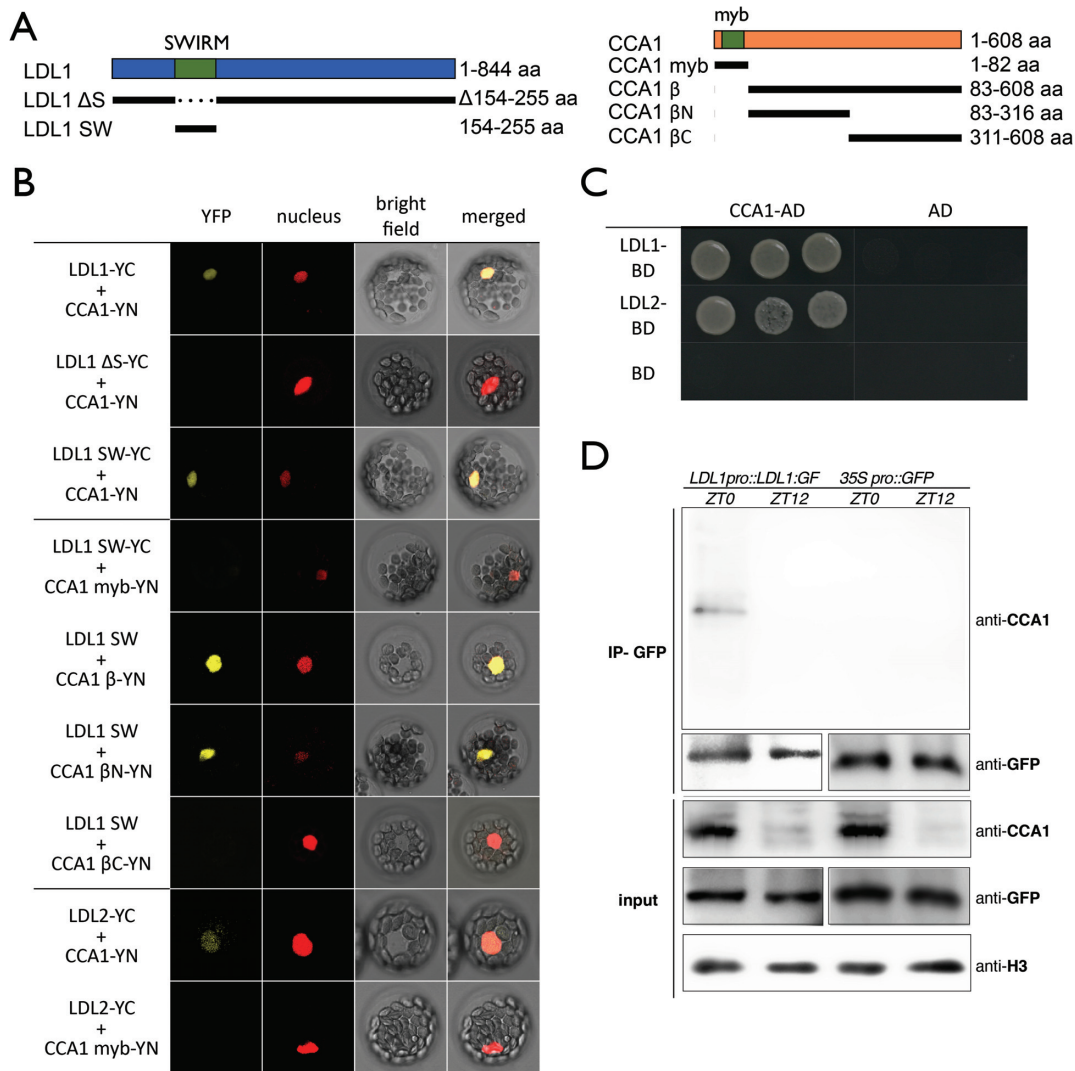 A
SWIRM
LDL1 1-844 aa
LDL1 ΔS Δ154-255 aa
LDL1 SW 154-255 aa
myb
CCA1 1-608 aa
CCA1 myb 1-82 aa
CCA1 β 83-608 aa
CCA1 βN 83-316 aa
CCA1 βC 311-608 aa
B
YFP nucleus bright field merged
LDL1-YC
+
CCA1-YN
LDL1 ΔS-YC
+
CCA1-YN
LDL1 SW-YC
+
CCA1-YN
LDL1 SW-YC
+
CCA1 myb-YN
LDL1 SW
+
CCA1 β-YN
LDL1 SW
+
CCA1 βN-YN
LDL1 SW
+
CCA1 βC-YN
LDL2-YC
+
CCA1-YN
LDL2-YC
+
CCA1 myb-YN
C
CCA1-AD AD
LDL1-
BD
LDL2-
BD
BD
D
LDL1pro::LDL1:GF 35S pro::GFP
ZT0 ZT12 ZT0 ZT12
IP- GFP
anti-CCA1
anti-GFP
input
anti-CCA1
anti-GFP
anti-H3